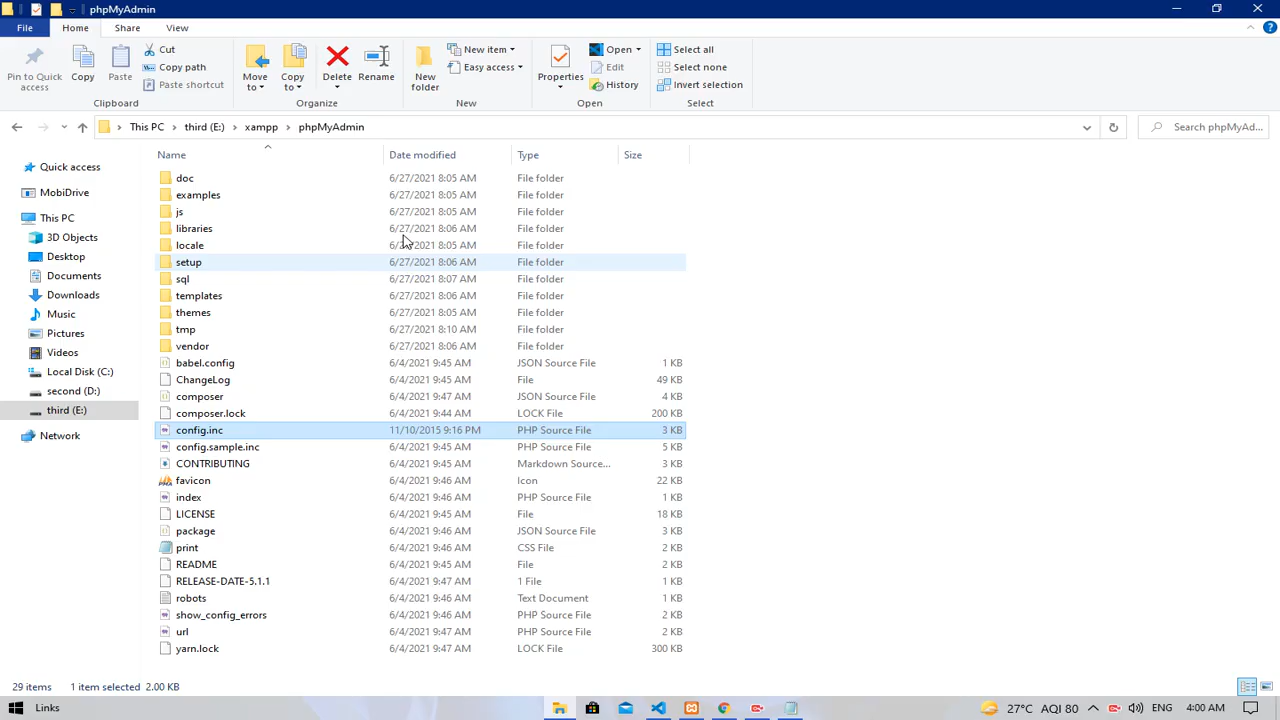 phpMyAdmin
File
Home
Share
View
Pin to Quick access
Copy
Paste
Cut
Copy path
Paste shortcut
Clipboard
Move to
Copy to
Delete
Rename
Organize
New folder
New item
Easy access
New
Properties
Open
Edit
History
Open
Select all
Select none
Invert selection
Select
This PC
third (E:)
xampp
phpMyAdmin
Search phpMyAd...
Name
Date modified
Type
Size
Quick access
MobiDrive
This PC
3D Objects
Desktop
Documents
Downloads
Music
Pictures
Videos
Local Disk (C:)
second (D:)
third (E:)
Network
doc 6/27/2021 8:05 AM File folder
examples 6/27/2021 8:05 AM File folder
js 6/27/2021 8:05 AM File folder
libraries 6/27/2021 8:06 AM File folder
locale 6/27/2021 8:05 AM File folder
setup 6/27/2021 8:06 AM File folder
sql 6/27/2021 8:07 AM File folder
templates 6/27/2021 8:06 AM File folder
themes 6/27/2021 8:05 AM File folder
tmp 6/27/2021 8:10 AM File folder
vendor 6/27/2021 8:06 AM File folder
babel.config 6/4/2021 9:45 AM JSON Source File 1 KB
ChangeLog 6/4/2021 9:45 AM File 49 KB
composer 6/4/2021 9:47 AM JSON Source File 4 KB
composer.lock 6/4/2021 9:44 AM LOCK File 200 KB
config.inc 11/10/2015 9:16 PM PHP Source File 3 KB
config.sample.inc 6/4/2021 9:45 AM PHP Source File 5 KB
CONTRIBUTING 6/4/2021 9:45 AM Markdown Source... 3 KB
favicon 6/4/2021 9:46 AM Icon 22 KB
index 6/4/2021 9:46 AM PHP Source File 1 KB
LICENSE 6/4/2021 9:45 AM File 18 KB
package 6/4/2021 9:46 AM JSON Source File 3 KB
print 6/4/2021 9:46 AM CSS File 2 KB
README 6/4/2021 9:45 AM File 2 KB
RELEASE-DATE-5.1.1 6/4/2021 9:47 AM 1 File 1 KB
robots 6/4/2021 9:46 AM Text Document 1 KB
show_config_errors 6/4/2021 9:46 AM PHP Source File 2 KB
url 6/4/2021 9:47 AM PHP Source File 2 KB
yarn.lock 6/4/2021 9:47 AM LOCK File 300 KB
29 items 1 item selected 2.00 KB
Links
27°C AQI 80
ENG
4:00 AM